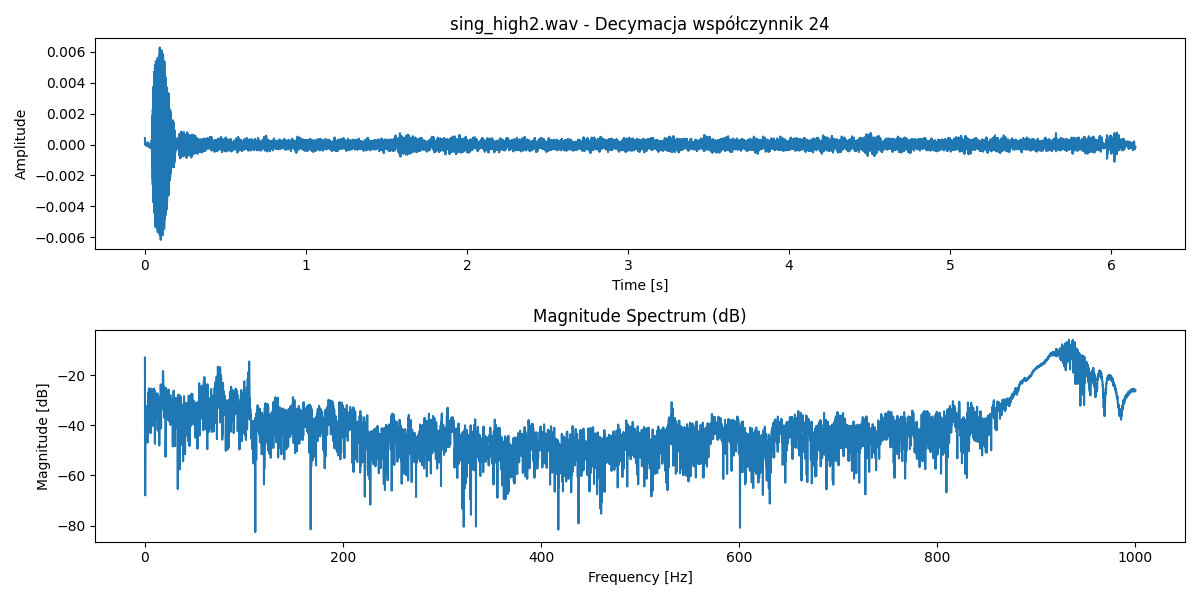 sing_high2.wav - Decymacja współczynnik 24
0.006
0.004
0.002
0.000
−0.002
−0.004
−0.006
Amplitude
0 1 2 3 4 5 6
Time [s]
Magnitude Spectrum (dB)
−20
−40
−60
−80
Magnitude [dB]
0 200 400 600 800 1000
Frequency [Hz]